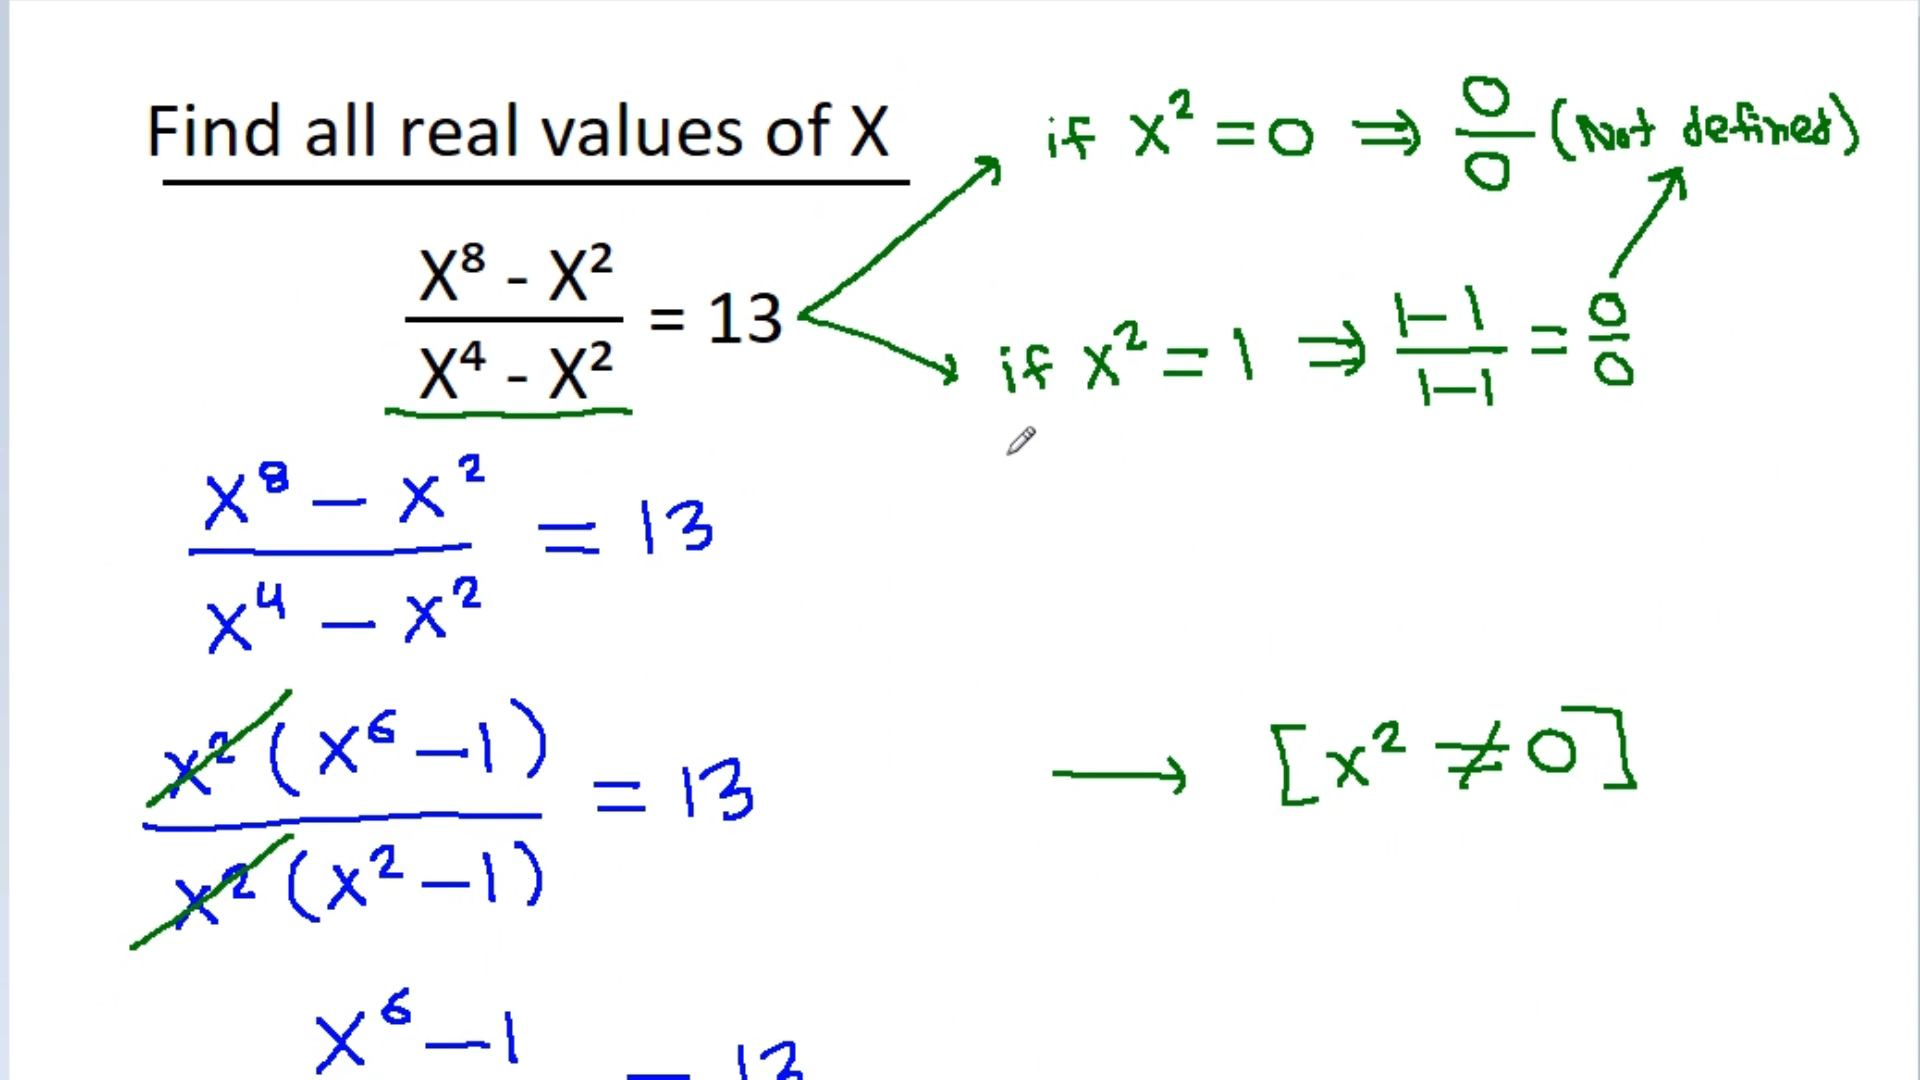 Find all real values of X
X⁸ - X²
X⁴ - X²
= 13
if x² = 0 ⇒ 0/0 (Not defined)
if x² = 1 ⇒ 1-1/1-1 = 0/0
x⁸ - x²
x⁴ - x²
= 13
x² (x⁶ - 1)
x² (x² - 1)
= 13
→ [x² ≠ 0]
x⁶ - 1
= 13